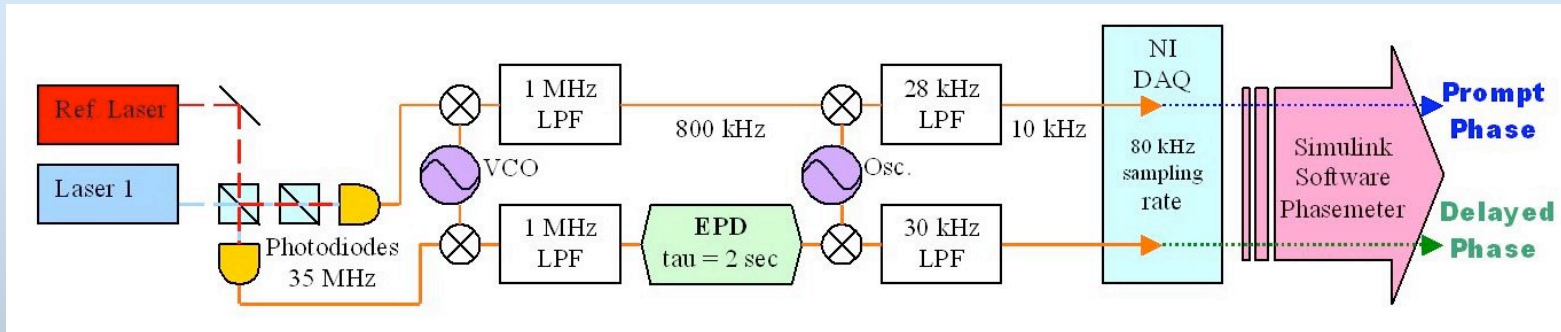 Ref. Laser
Laser 1
Photodiodes
35 MHz
1 MHz
LPF
VCO
1 MHz
LPF
800 kHz
EPD
tau = 2 sec
Osc.
28 kHz
LPF
10 kHz
30 kHz
LPF
NI
DAQ
80 kHz
sampling
rate
Simulink
Software
Phasemeter
Prompt
Phase
Delayed
Phase